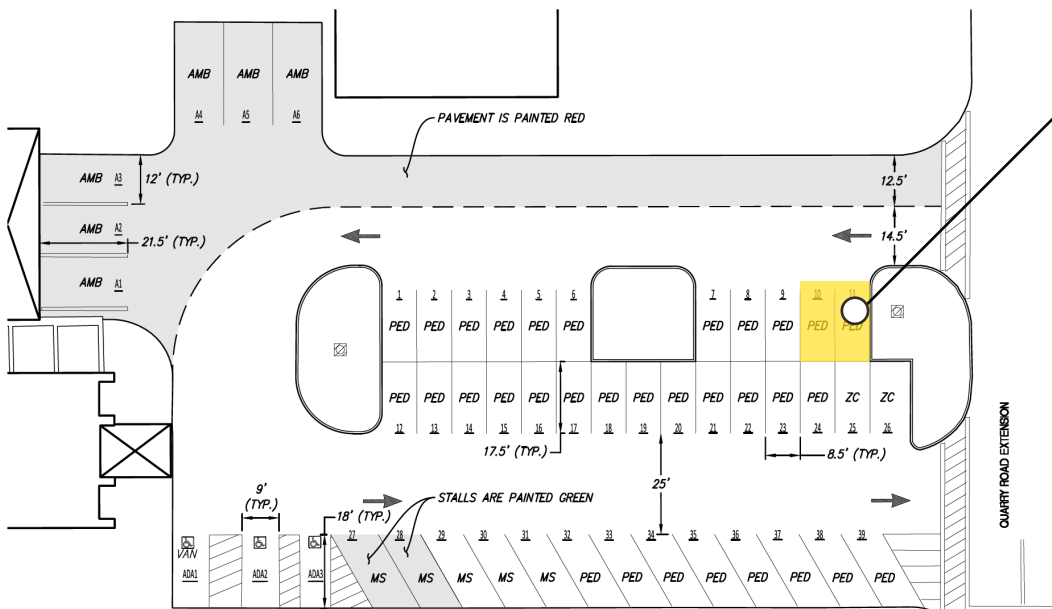 AMB AMB AMB
A4 A5 A6
PAVEMENT IS PAINTED RED
AMB A3
12' (TYP.)
12.5'
AMB A2
21.5' (TYP.)
14.5'
AMB A1
1 2 3 4 5 6 7 8 9 10 11
PED PED PED PED PED PED PED PED PED PED PED
PED PED PED PED PED PED PED PED PED PED PED PED PED ZC ZC
12 13 14 15 16 17 18 19 20 21 22 23 24 25 26
17.5' (TYP.)
8.5' (TYP.)
25'
QUARRY ROAD EXTENSION
9'
(TYP.)
STALLS ARE PAINTED GREEN
18' (TYP.)
27 28 29 30 31 32 33 34 35 36 37 38 39
VAN
ADA1 ADA2 ADA3
MS MS MS MS MS PED PED PED PED PED PED PED PED